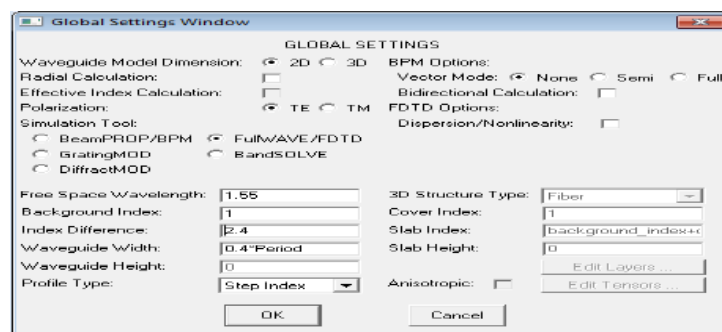 Global Settings Window
GLOBAL SETTINGS
Waveguide Model Dimension: 2D 3D BPM Options:
Radial Calculation: Vector Mode: None Semi Full
Effective Index Calculation: Bidirectional Calculation:
Polarization: TE TM FDTD Options:
Simulation Tool: Dispersion/Nonlinearity:
BeamPROP/BPM FullWAVE/FDTD
GratingMOD BandSOLVE
DiffractMOD
Free Space Wavelength: 1.55 3D Structure Type: Fiber
Background Index: 1 Cover Index: 1
Index Difference: 2.4 Slab Index: background_index+
Waveguide Width: 0.4*Period Slab Height: 0
Waveguide Height: 0 Edit Layers ...
Profile Type: Step Index Anisotropic: Edit Tensors ...
OK Cancel